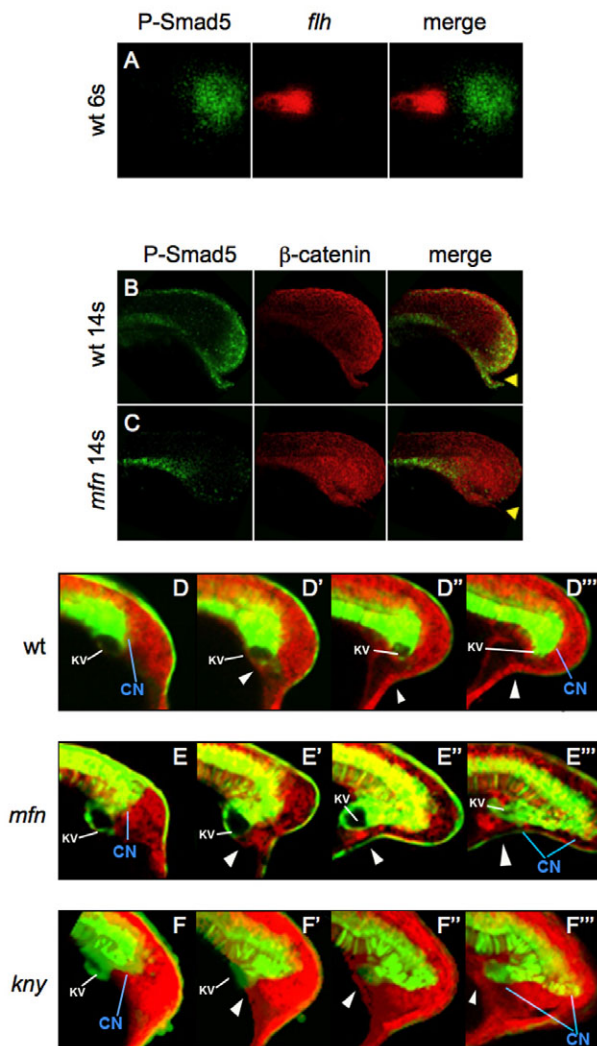 P-Smad5 flh merge
wt 6s
A
P-Smad5 β-catenin merge
wt 14s
B
mfn 14s
C
wt
D D' D'' D'''
KV KV KV KV
CN CN
mfn
E E' E'' E'''
KV KV KV KV
CN CN
kny
F F' F'' F'''
KV KV
CN CN